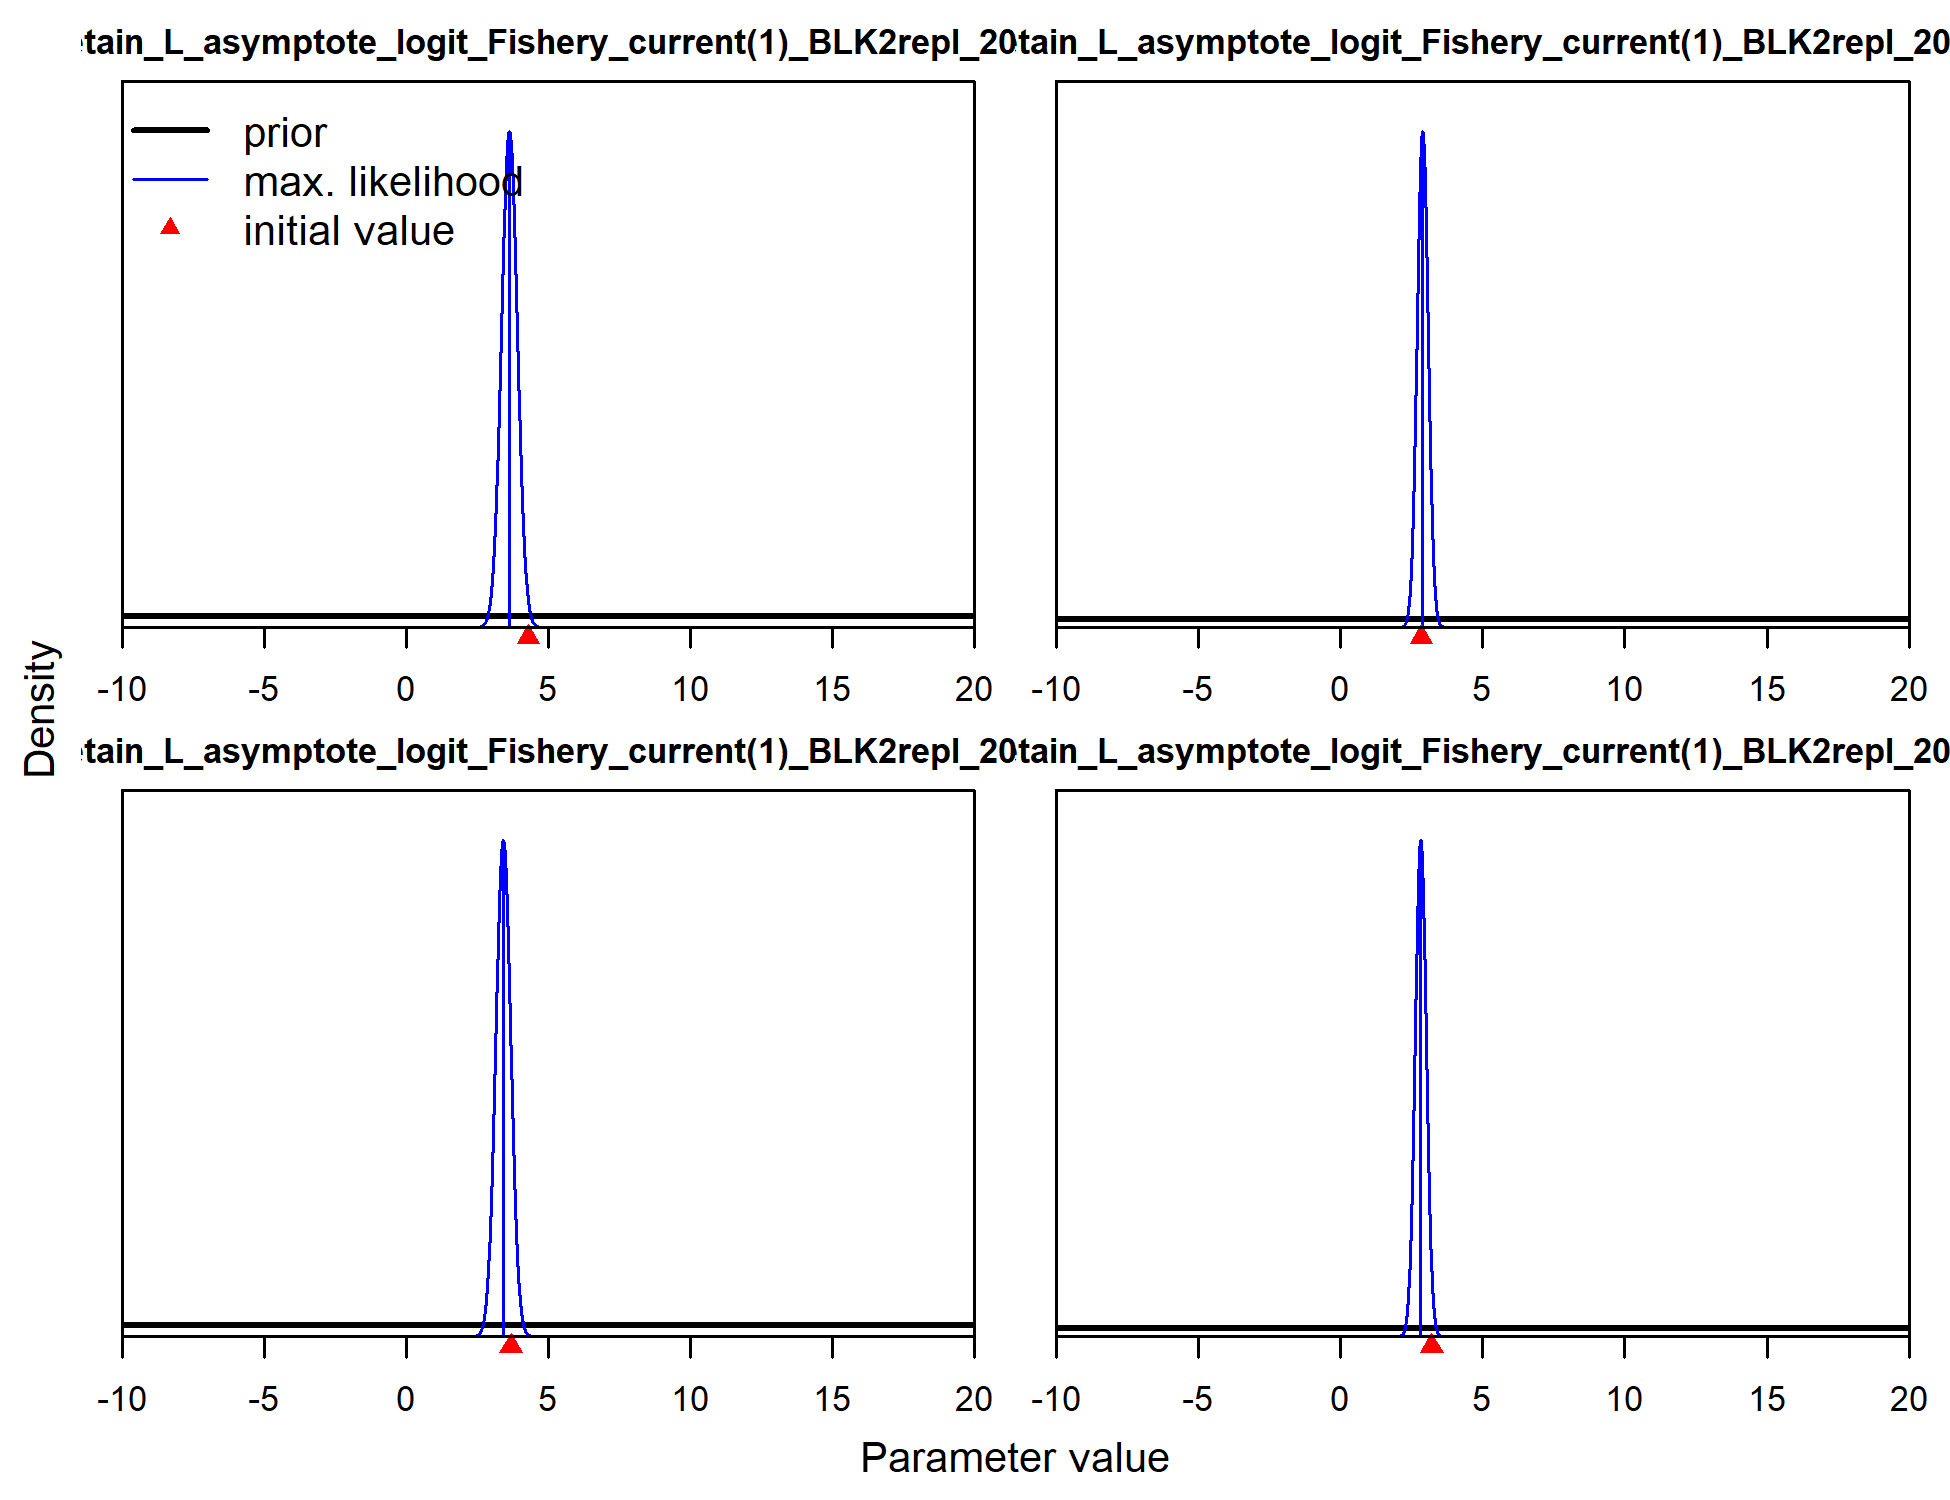 tain_L_asymptote_logit_Fishery_current(1)_BLK2repl_20
tain_L_asymptote_logit_Fishery_current(1)_BLK2repl_20
prior
max. likelihood
initial value
-10 -5 0 5 10 15 20
-10 -5 0 5 10 15 20
Density
etain_L_asymptote_logit_Fishery_current(1)_BLK2repl_20
tain_L_asymptote_logit_Fishery_current(1)_BLK2repl_20
-10 -5 0 5 10 15 20
-10 -5 0 5 10 15 20
Parameter value